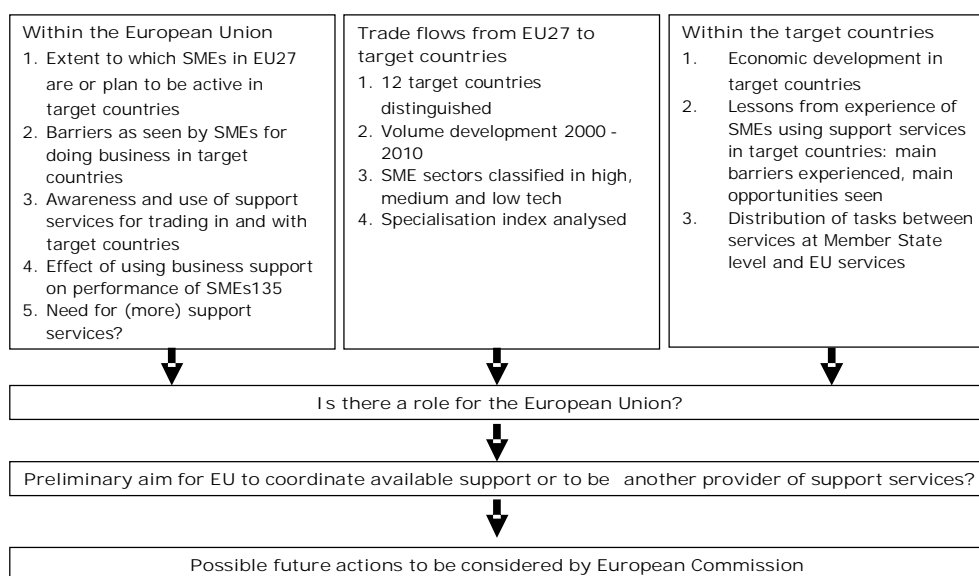 Within the European Union
1. Extent to which SMEs in EU27
are or plan to be active in
target countries
2. Barriers as seen by SMEs for
doing business in target
countries
3. Awareness and use of support
services for trading in and with
target countries
4. Effect of using business support
on performance of SMEs135
5. Need for (more) support
services?
Trade flows from EU27 to
target countries
1. 12 target countries
distinguished
2. Volume development 2000 -
2010
3. SME sectors classified in high,
medium and low tech
4. Specialisation index analysed
Within the target countries
1. Economic development in
target countries
2. Lessons from experience of
SMEs using support services
in target countries: main
barriers experienced, main
opportunities seen
3. Distribution of tasks between
services at Member State
level and EU services
Is there a role for the European Union?
Preliminary aim for EU to coordinate available support or to be another provider of support services?
Possible future actions to be considered by European Commission